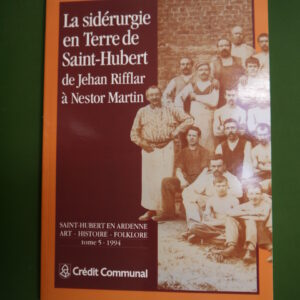 La sidérurgie
en Terre de
Saint-Hubert
de Jehan Rifflar
à Nestor Martin
SAINT-HUBERT EN ARDENNE
ART - HISTOIRE - FOLKLORE
tome 5 - 1994
Crédit Communal